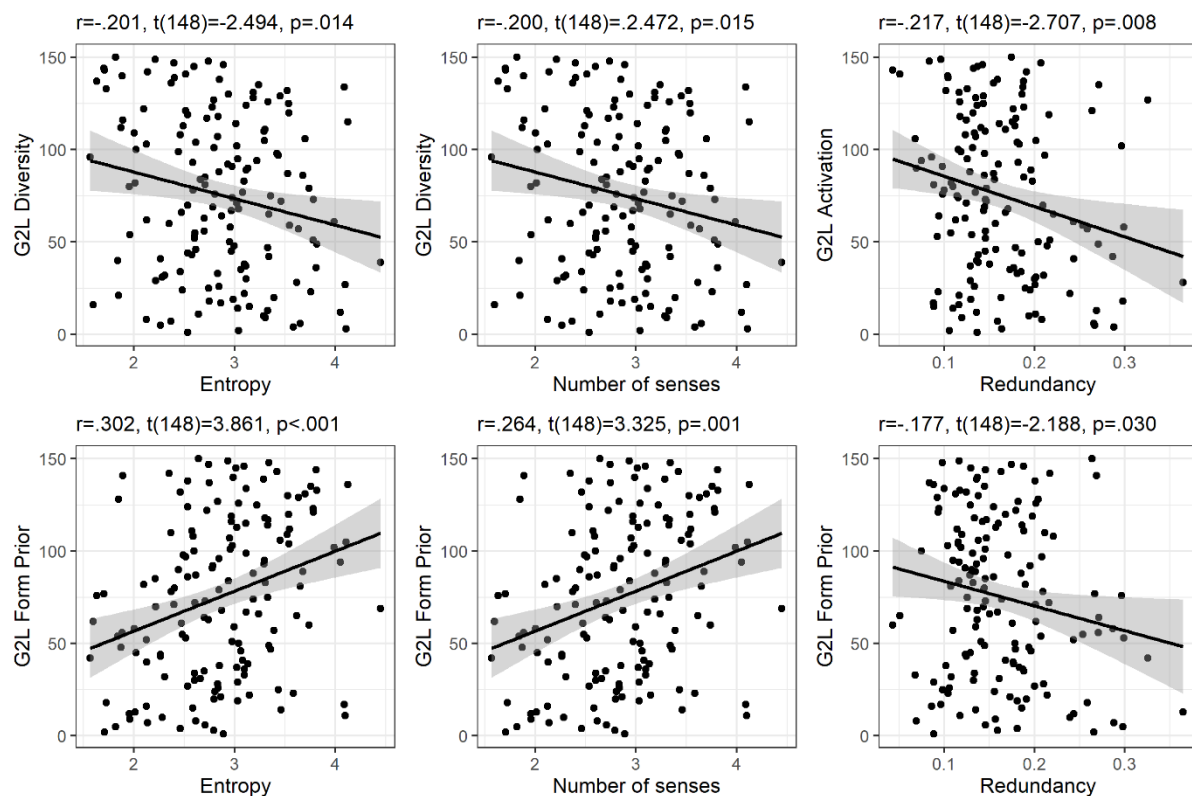 r=-.201, t(148)=-2.494, p=.014
r=-.200, t(148)=.2.472, p=.015
r=-.217, t(148)=-2.707, p=.008
G2L Diversity
150
100
50
0
2 3 4
Entropy
G2L Diversity
150
100
50
0
2 3 4
Number of senses
G2L Activation
150
100
50
0
0.1 0.2 0.3
Redundancy
r=.302, t(148)=3.861, p<.001
r=.264, t(148)=3.325, p=.001
r=-.177, t(148)=-2.188, p=.030
G2L Form Prior
150
100
50
0
2 3 4
Entropy
G2L Form Prior
150
100
50
0
2 3 4
Number of senses
G2L Form Prior
150
100
50
0
0.1 0.2 0.3
Redundancy